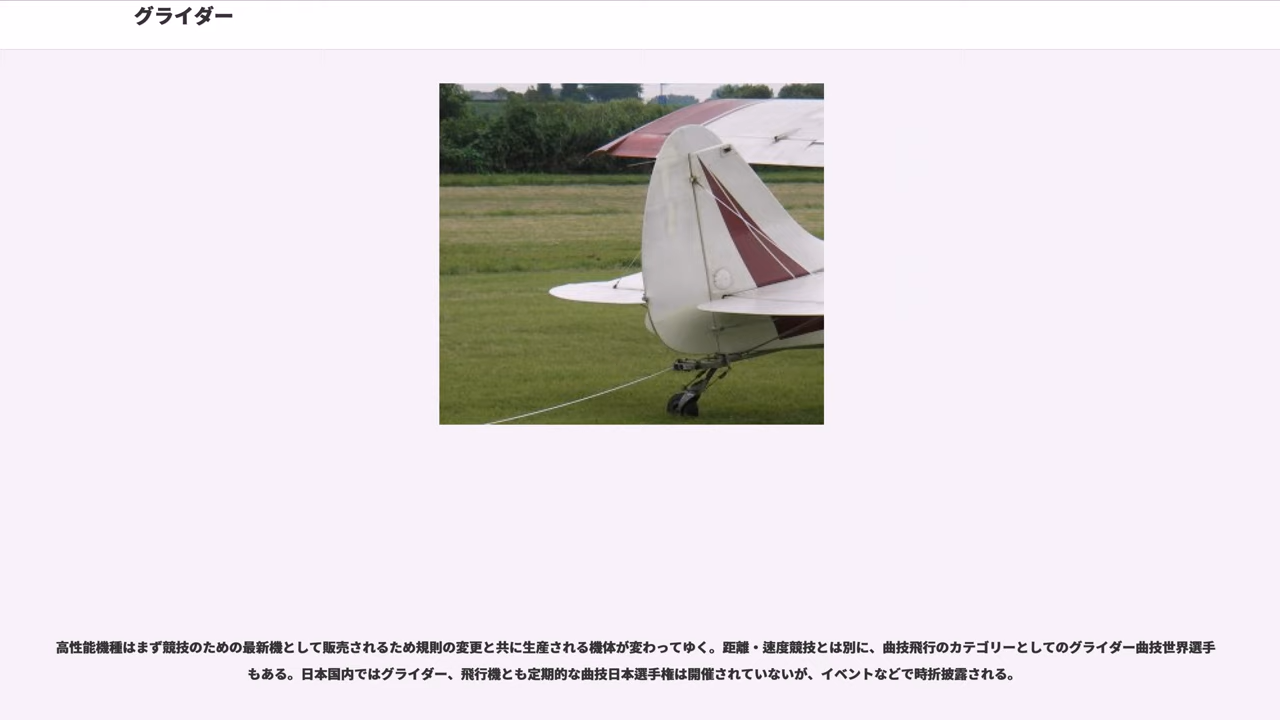 グライダー
高性能機種はまず競技のための最新機として販売されるため規則の変更と共に生産される機体が変わってゆく。距離・速度競技とは別に、曲技飛行のカテゴリーとしてのグライダー曲技世界選手
もある。日本国内ではグライダー、飛行機とも定期的な曲技日本選手権は開催されていないが、イベントなどで時折披露される。